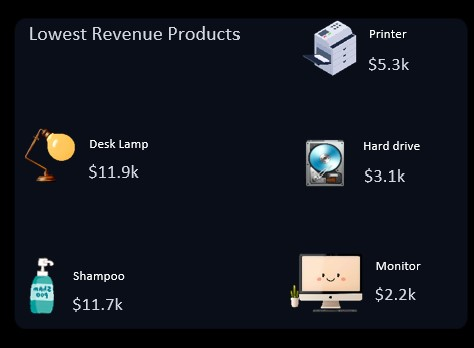 Lowest Revenue Products
Printer
$5.3k
Desk Lamp
$11.9k
Hard drive
$3.1k
Shampoo
$11.7k
Monitor
$2.2k